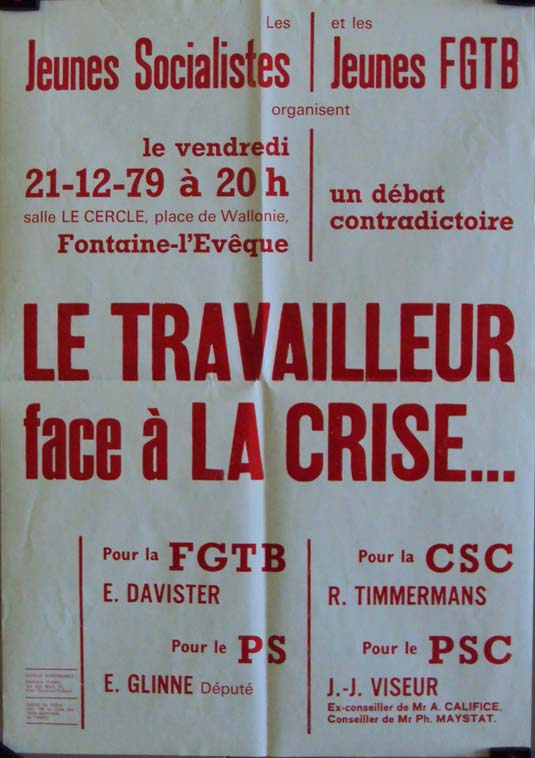 Les
Jeunes Socialistes
et les
Jeunes FGTB
organisent
le vendredi
21-12-79 à 20 h
salle LE CERCLE, place de Wallonie,
Fontaine-l'Evêque
un débat
contradictoire
LE TRAVAILLEUR
face à LA CRISE...
Pour la FGTB
E. DAVISTER
Pour le PS
E. GLINNE Député
Pour la CSC
R. TIMMERMANS
Pour le PSC
J.-J. VISEUR
Ex-conseiller de Mr A. CALIFICE,
Conseiller de Mr Ph. MAYSTAT.